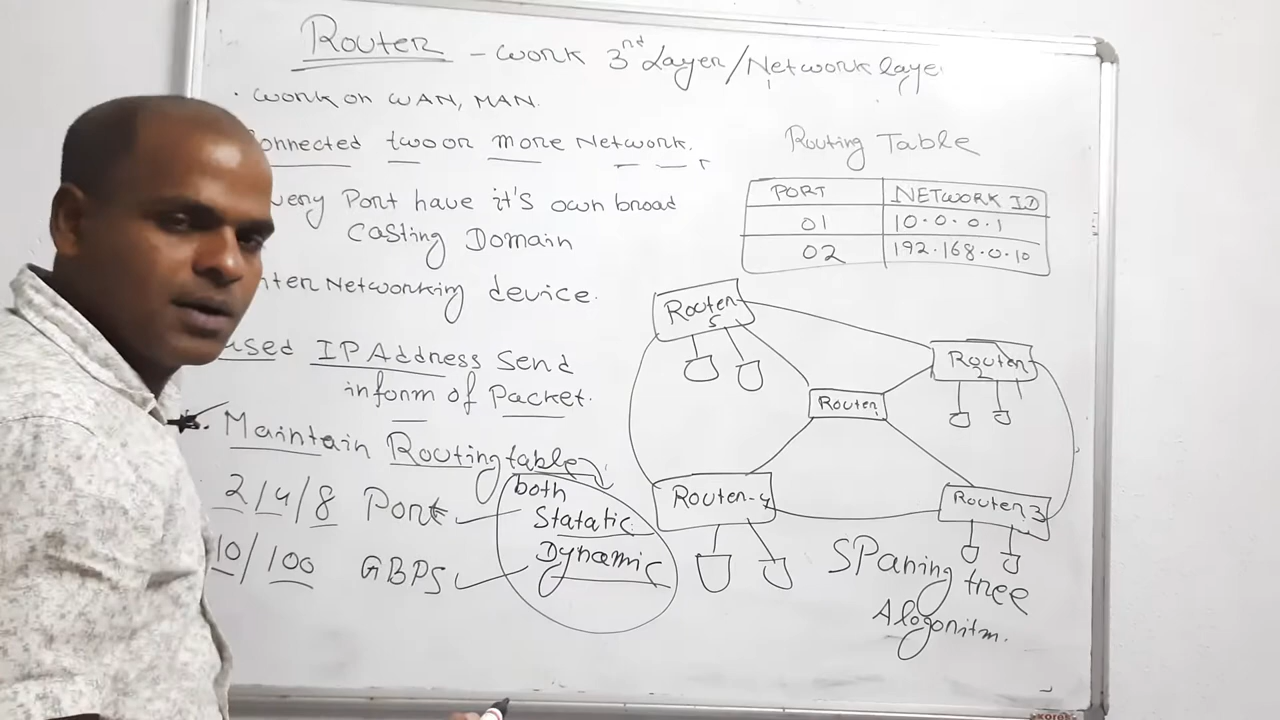 Router - Work 3nd Layer/Network laye
• Work on WAN, MAN.
onnected two or more Network.
very Port have it's own broad
casting Domain
nter Networking device.
used IP Address Send
inform of Packet.
Maintain Routing table
2/4/8 Port
10/100 GBPS
both
Statatic
Dynamic
Routing Table
PORT NETWORK ID
01 10.0.0.1
02 192.168.0.10
Router
5
Router
2
Router
Router-4
Router 3
SPaning tree
Alogoritm.
kores